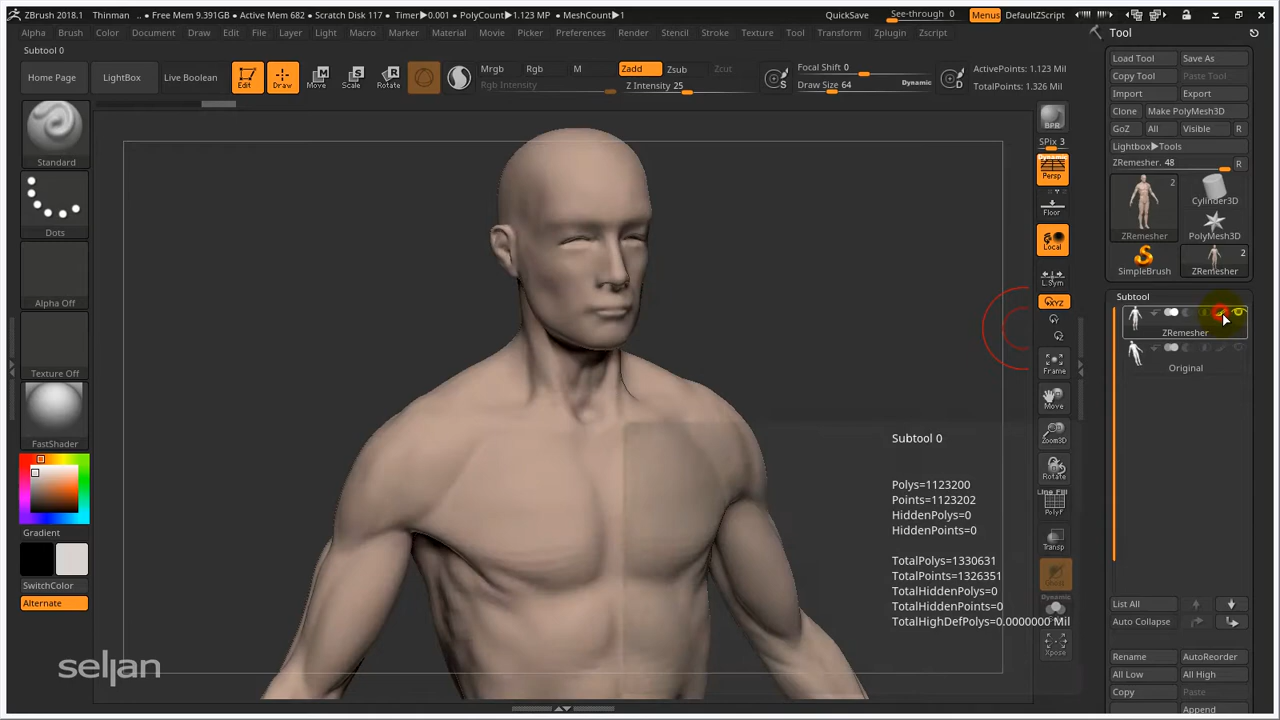 ZBrush 2018.1 Thinman .. • Free Mem 9.391GB • Active Mem 682 • Scratch Disk 117 • Timer▶0.001 • PolyCount▶1.123 MP • MeshCount▶1 QuickSave See-through 0 Menus DefaultZScript
Alpha Brush Color Document Draw Edit File Layer Light Macro Marker Material Movie Picker Preferences Render Stencil Stroke Texture Tool Transform Zplugin Zscript
Subtool 0
Home Page LightBox Live Boolean Edit Draw Move Scale Rotate
Mrgb Rgb M Zadd Zsub Zcut
Rgb Intensity Z Intensity 25
Focal Shift 0
Draw Size 64 Dynamic
S D
ActivePoints: 1.123 Mil
TotalPoints: 1.326 Mil
Standard
Dots
Alpha Off
Texture Off
FastShader
Gradient
SwitchColor
Alternate
seljan
Subtool 0
Polys=1123200
Points=1123202
HiddenPolys=0
HiddenPoints=0
TotalPolys=1330631
TotalPoints=1326351
TotalHiddenPolys=0
TotalHiddenPoints=0
TotalHighDefPolys=0.0000000 Mil
BPR
SPix 3
Dynamic
Persp
Floor
Local
L.Sym
XYZ
Y
Z
Frame
Move
Zoom3D
Rotate
Line Fill
PolyF
Transp
Ghost
Dynamic
Xpose
Tool
Load Tool Save As
Copy Tool Paste Tool
Import Export
Clone Make PolyMesh3D
GoZ All Visible R
Lightbox▶Tools
ZRemesher. 48 R
2
ZRemesher
Cylinder3D
PolyMesh3D
SimpleBrush
2
ZRemesher
Subtool
ZRemesher
Original
List All
Auto Collapse
Rename AutoReorder
All Low All High
Copy Paste
Append